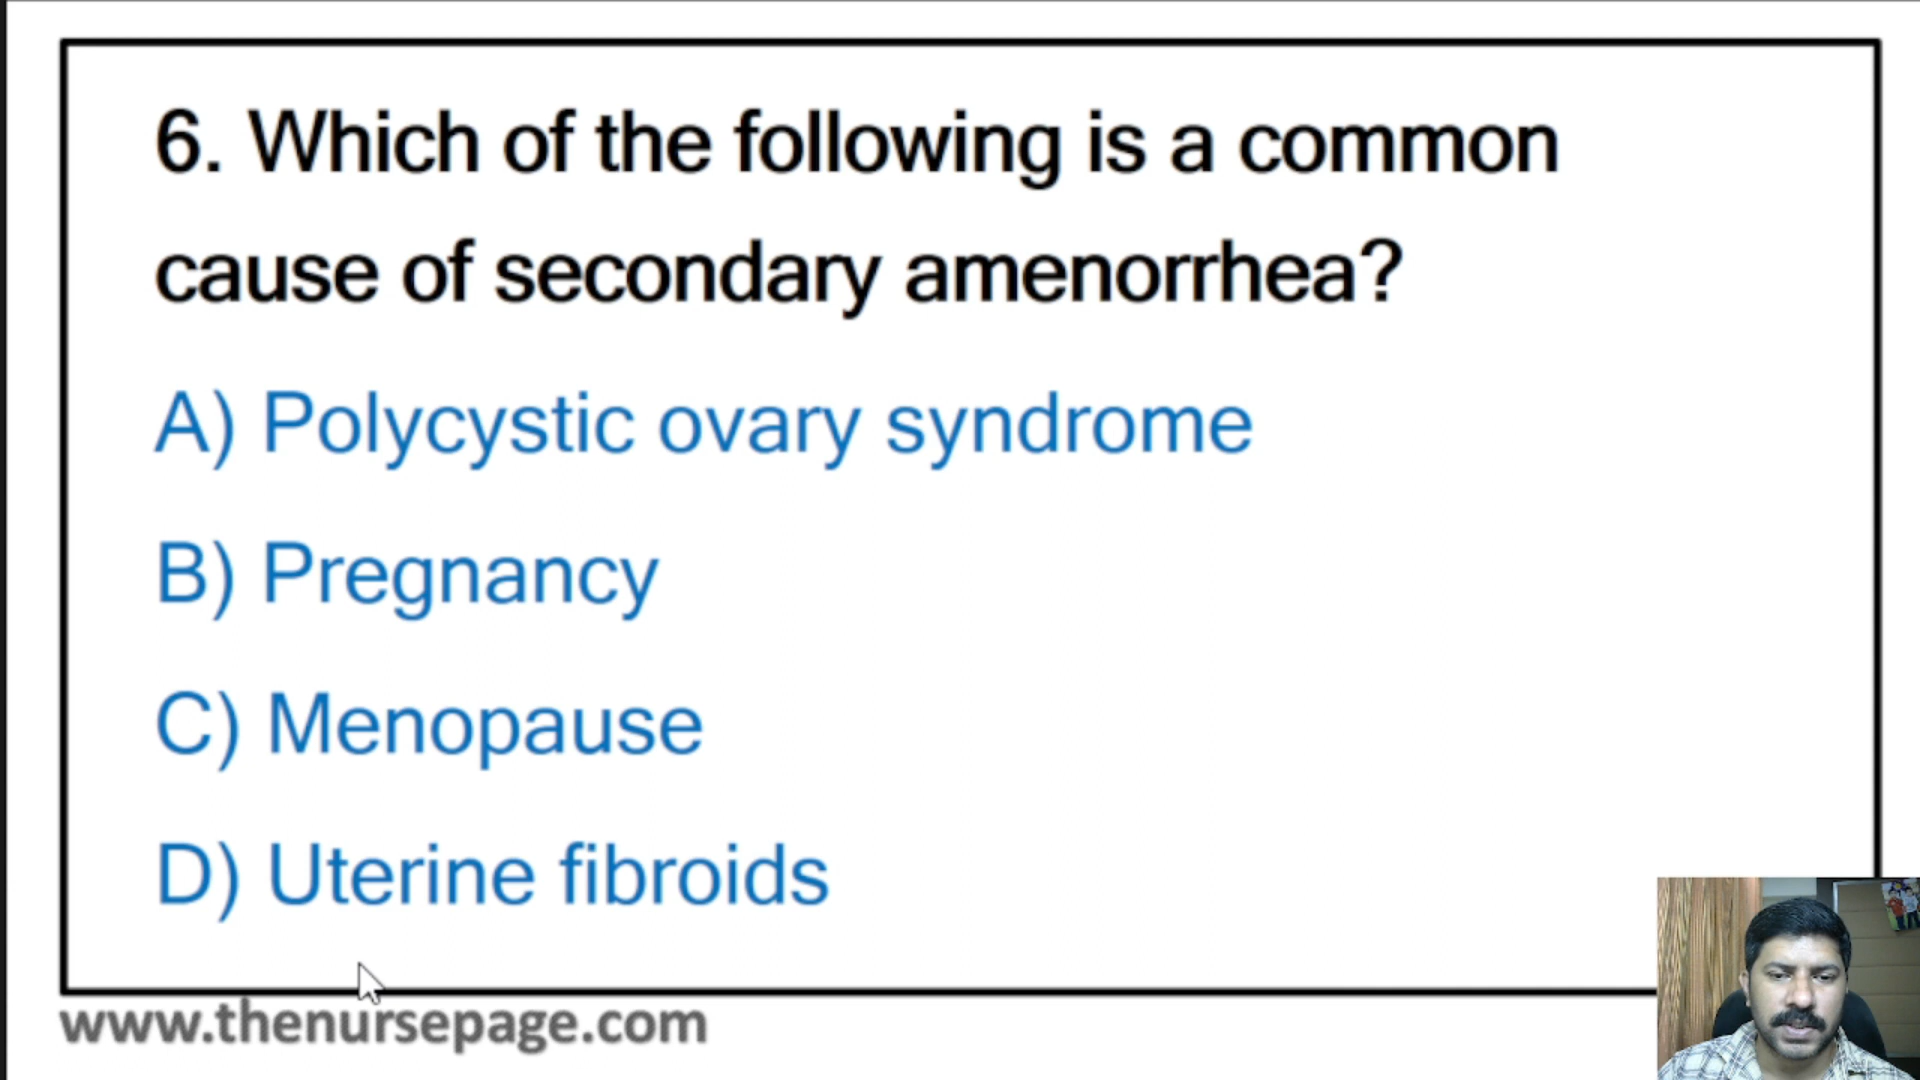 6. Which of the following is a common
cause of secondary amenorrhea?
A) Polycystic ovary syndrome
B) Pregnancy
C) Menopause
D) Uterine fibroids
www.thenursepage.com